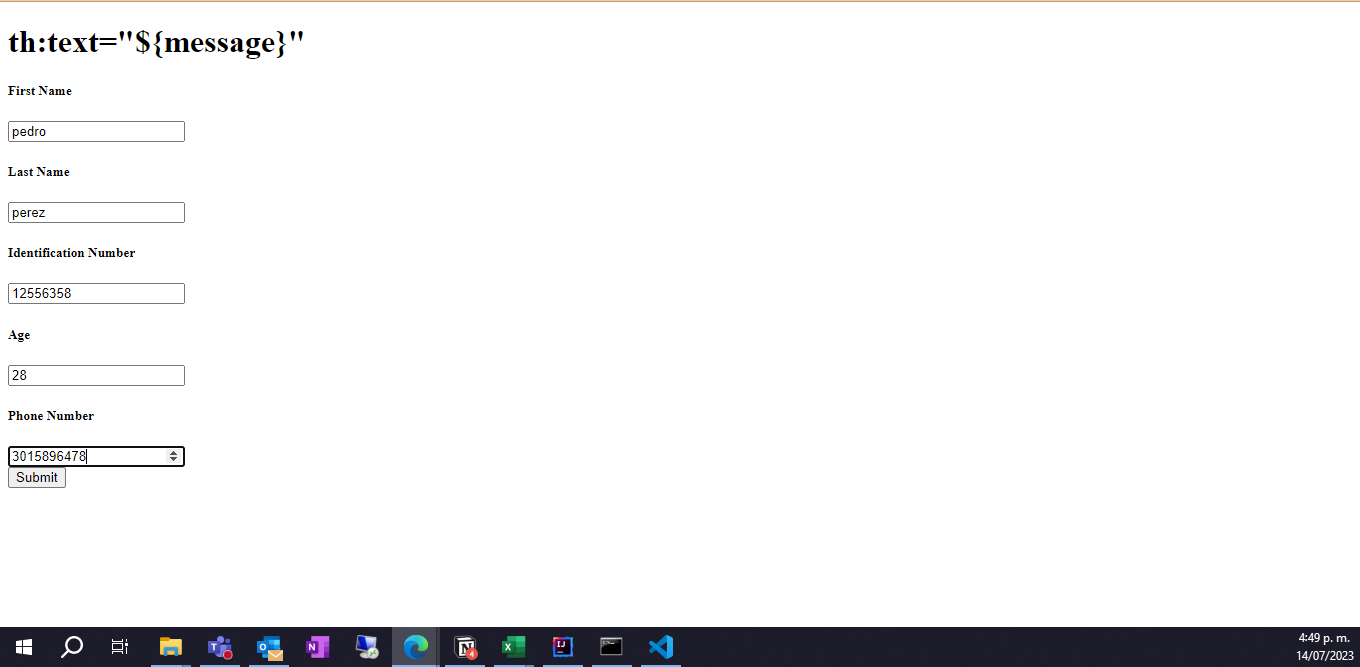 th:text="${message}"
First Name
pedro
Last Name
perez
Identification Number
12556358
Age
28
Phone Number
3015896478
Submit
4:49 p. m.
14/07/2023